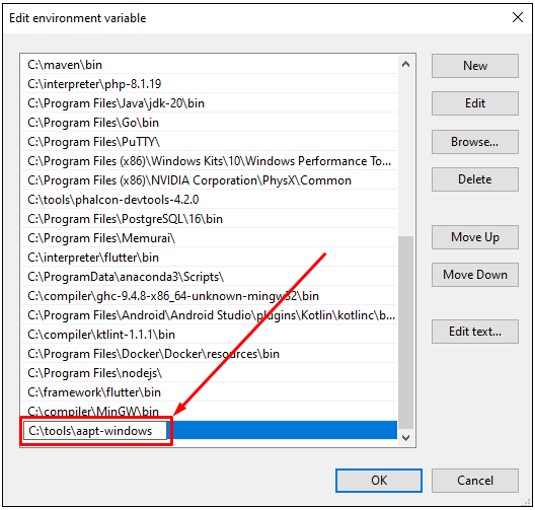 Edit environment variable
C:\maven\bin
C:\interpreter\php-8.1.19
C:\Program Files\Java\jdk-20\bin
C:\Program Files\Go\bin
C:\Program Files\PuTTY\
C:\Program Files (x86)\Windows Kits\10\Windows Performance To...
C:\Program Files (x86)\NVIDIA Corporation\PhysX\Common
C:\tools\phalcon-devtools-4.2.0
C:\Program Files\PostgreSQL\16\bin
C:\Program Files\Memurai\
C:\interpreter\flutter\bin
C:\ProgramData\anaconda3\Scripts\
C:\compiler\ghc-9.4.8-x86_64-unknown-mingw32\bin
C:\Program Files\Android\Android Studio\plugins\Kotlin\kotlinc\b...
C:\compiler\ktlint-1.1.1\bin
C:\Program Files\Docker\Docker\resources\bin
C:\Program Files\nodejs\
C:\framework\flutter\bin
C:\compiler\MinGW\bin
C:\tools\aapt-windows
New
Edit
Browse...
Delete
Move Up
Move Down
Edit text...
OK
Cancel